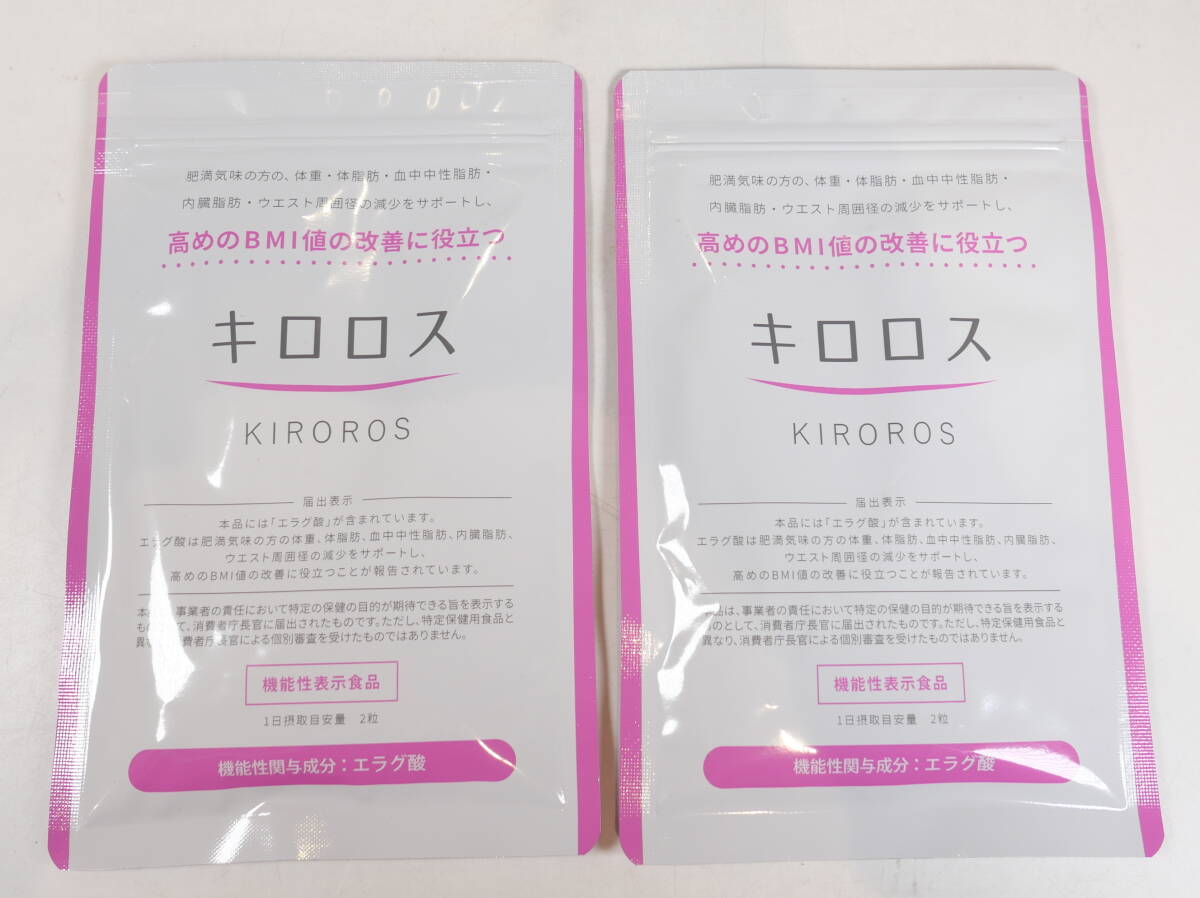 肥満気味の方の、体重・体脂肪・血中中性脂肪・
内臓脂肪・ウエスト周囲径の減少をサポートし、
高めのBMI値の改善に役立つ
キロロス
KIROROS
届出表示
本品には「エラグ酸」が含まれています。
エラグ酸は肥満気味の方の体重、体脂肪、血中中性脂肪、内臓脂肪、
ウエスト周囲径の減少をサポートし、
高めのBMI値の改善に役立つことが報告されています。
本品は、事業者の責任において特定の保健の目的が期待できる旨を表示する
ものとして、消費者庁長官に届出されたものです。ただし、特定保健用食品と
異なり、消費者庁長官による個別審査を受けたものではありません。
機能性表示食品
1日摂取目安量 2粒
機能性関与成分：エラグ酸
肥満気味の方の、体重・体脂肪・血中中性脂肪・
内臓脂肪・ウエスト周囲径の減少をサポートし、
高めのBMI値の改善に役立つ
キロロス
KIROROS
届出表示
本品には「エラグ酸」が含まれています。
エラグ酸は肥満気味の方の体重、体脂肪、血中中性脂肪、内臓脂肪、
ウエスト周囲径の減少をサポートし、
高めのBMI値の改善に役立つことが報告されています。
本品は、事業者の責任において特定の保健の目的が期待できる旨を表示する
ものとして、消費者庁長官に届出されたものです。ただし、特定保健用食品と
異なり、消費者庁長官による個別審査を受けたものではありません。
機能性表示食品
1日摂取目安量 2粒
機能性関与成分：エラグ酸